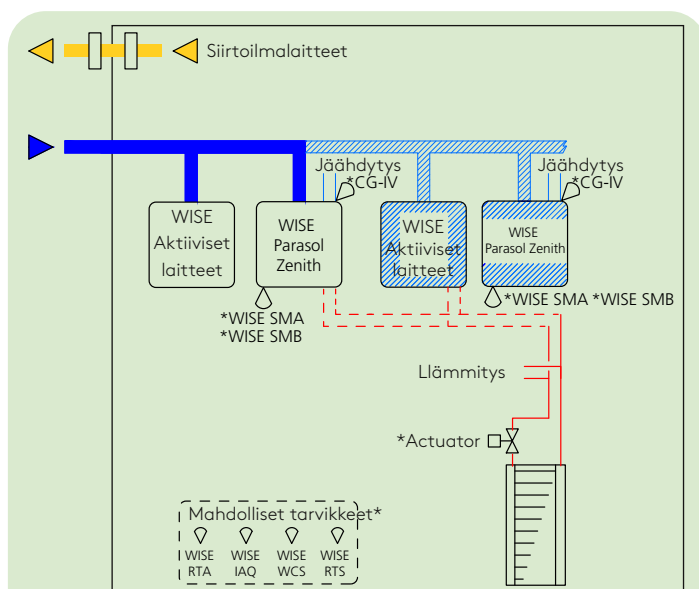 Siirtoilmalaitteet
Jäähdytys
*CG-IV
Jäähdytys
*CG-IV
WISE
Aktiiviset
laitteet
WISE
Parasol
Zenith
WISE
Aktiiviset
laitteet
WISE
Parasol Zenith
*WISE SMA
*WISE SMB
*WISE SMA *WISE SMB
Llämmitys
*Actuator
Mahdolliset tarvikkeet*
WISE
RTA
WISE
IAQ
WISE
WCS
WISE
RTS